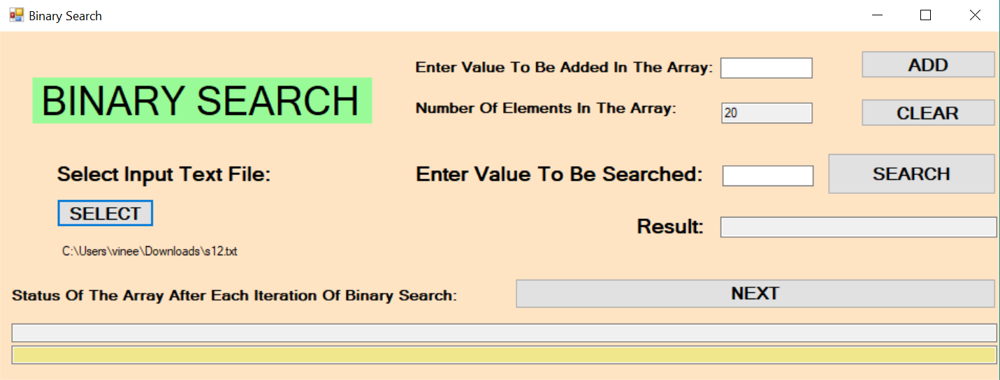 Binary Search
Enter Value To Be Added In The Array:
ADD
BINARY SEARCH
Number Of Elements In The Array:
20
CLEAR
Select Input Text File:
Enter Value To Be Searched:
SEARCH
SELECT
Result:
C:\Users\vinee\Downloads\s12.txt
Status Of The Array After Each Iteration Of Binary Search:
NEXT